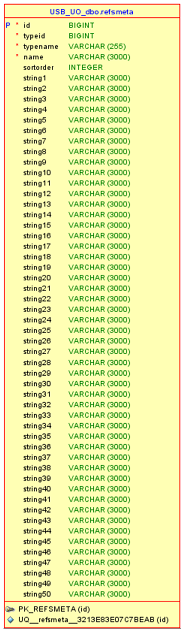 USB_UO_dbo.refsmeta
P * id BIGINT
* typeid BIGINT
* typename VARCHAR (255)
* name VARCHAR (3000)
sortorder INTEGER
string1 VARCHAR (3000)
string2 VARCHAR (3000)
string3 VARCHAR (3000)
string4 VARCHAR (3000)
string5 VARCHAR (3000)
string6 VARCHAR (3000)
string7 VARCHAR (3000)
string8 VARCHAR (3000)
string9 VARCHAR (3000)
string10 VARCHAR (3000)
string11 VARCHAR (3000)
string12 VARCHAR (3000)
string13 VARCHAR (3000)
string14 VARCHAR (3000)
string15 VARCHAR (3000)
string16 VARCHAR (3000)
string17 VARCHAR (3000)
string18 VARCHAR (3000)
string19 VARCHAR (3000)
string20 VARCHAR (3000)
string21 VARCHAR (3000)
string22 VARCHAR (3000)
string23 VARCHAR (3000)
string24 VARCHAR (3000)
string25 VARCHAR (3000)
string26 VARCHAR (3000)
string27 VARCHAR (3000)
string28 VARCHAR (3000)
string29 VARCHAR (3000)
string30 VARCHAR (3000)
string31 VARCHAR (3000)
string32 VARCHAR (3000)
string33 VARCHAR (3000)
string34 VARCHAR (3000)
string35 VARCHAR (3000)
string36 VARCHAR (3000)
string37 VARCHAR (3000)
string38 VARCHAR (3000)
string39 VARCHAR (3000)
string40 VARCHAR (3000)
string41 VARCHAR (3000)
string42 VARCHAR (3000)
string43 VARCHAR (3000)
string44 VARCHAR (3000)
string45 VARCHAR (3000)
string46 VARCHAR (3000)
string47 VARCHAR (3000)
string48 VARCHAR (3000)
string49 VARCHAR (3000)
string50 VARCHAR (3000)
PK_REFSMETA (id)
UQ__refsmeta__3213E83E07C7BEAB (id)